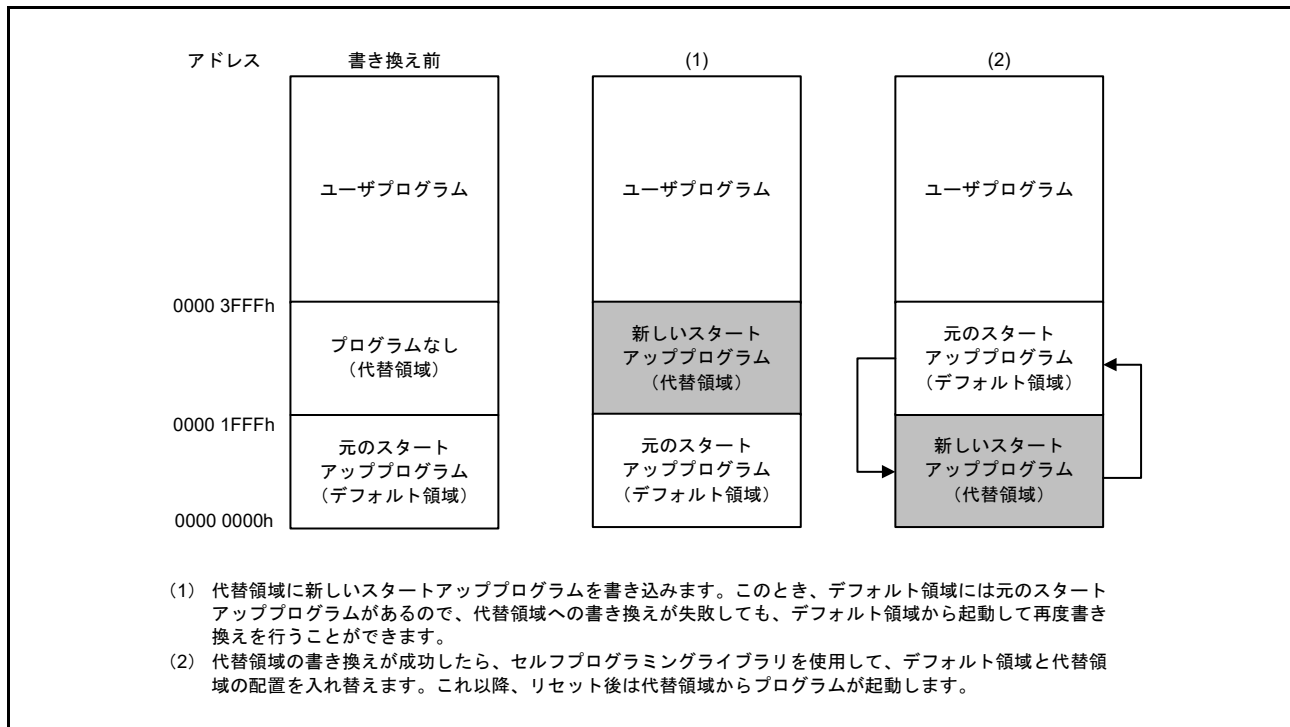 アドレス 書き換え前 (1) (2)
ユーザプログラム ユーザプログラム ユーザプログラム
0000 3FFFh
プログラムなし
（代替領域）
新しいスタート
アッププログラム
（代替領域）
元のスタート
アッププログラム
（デフォルト領域）
0000 1FFFh
元のスタート
アッププログラム
（デフォルト領域）
元のスタート
アッププログラム
（デフォルト領域）
新しいスタート
アッププログラム
（代替領域）
0000 0000h
（1） 代替領域に新しいスタートアッププログラムを書き込みます。このとき、デフォルト領域には元のスタート
アッププログラムがあるので、代替領域への書き換えが失敗しても、デフォルト領域から起動して再度書き
換えを行うことができます。
（2） 代替領域の書き換えが成功したら、セルフプログラミングライブラリを使用して、デフォルト領域と代替領
域の配置を入れ替えます。これ以降、リセット後は代替領域からプログラムが起動します。